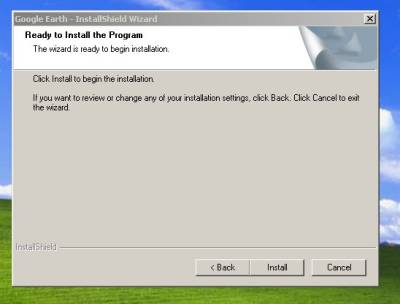 Google Earth - InstallShield Wizard
Ready to Install the Program
The wizard is ready to begin installation.
Click Install to begin the installation.
If you want to review or change any of your installation settings, click Back. Click Cancel to exit
the wizard.
InstallShield
< Back
Install
Cancel